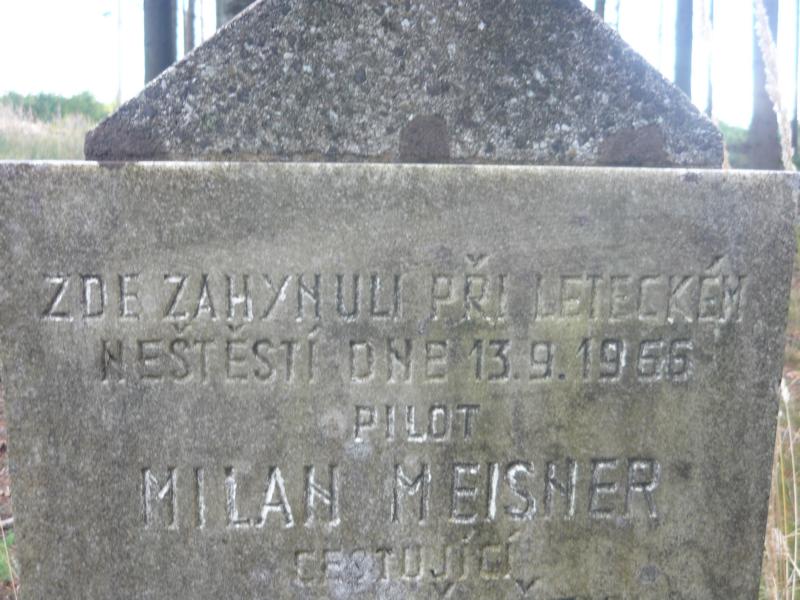 ZDE ZAHYNULI PŘI LETECKÉM
NEŠTĚSTÍ DNE 13.9.1966
PILOT
MILAN MEISNER
CESTUJÍCÍ